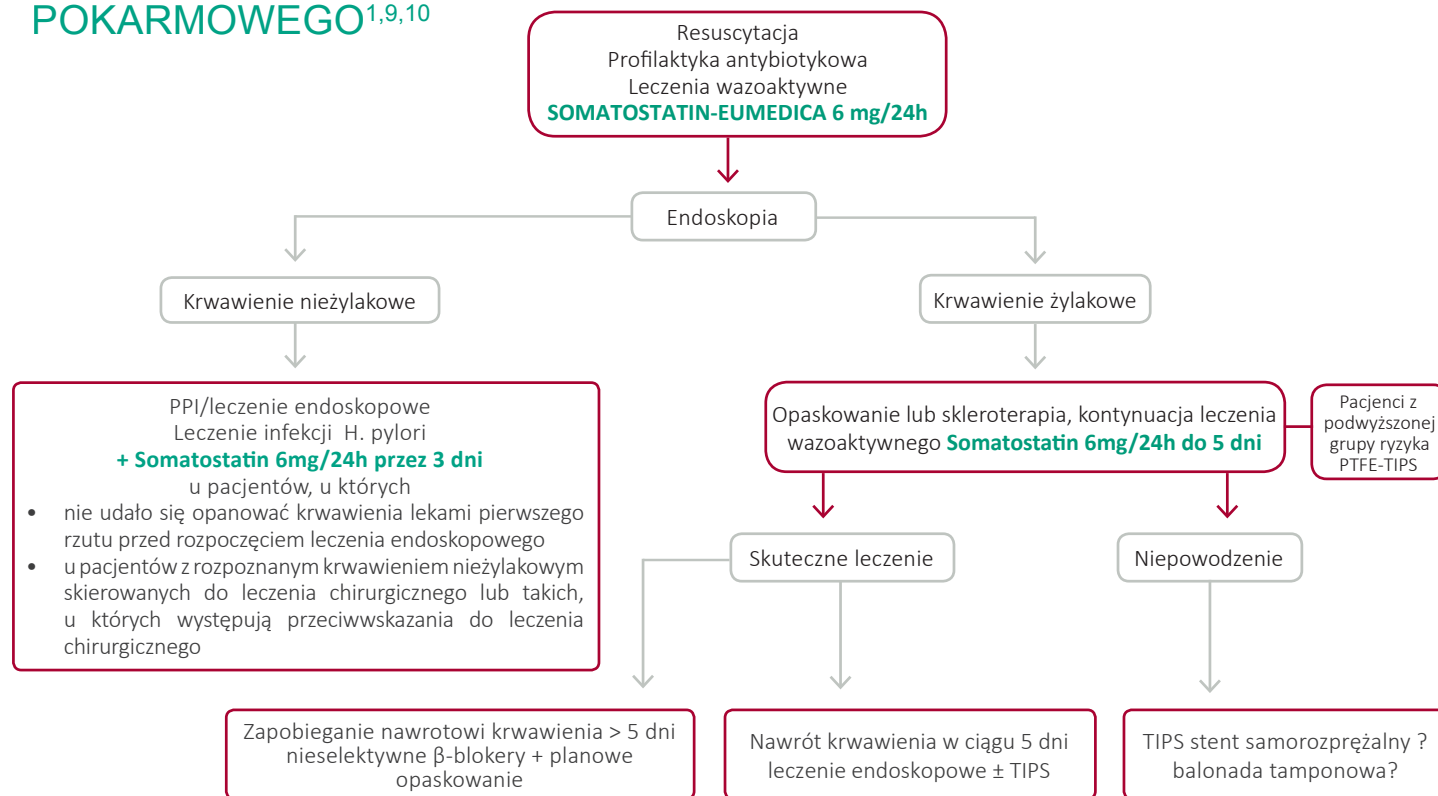 POKARMOWEGO1,9,10
Resuscytacja
Profilaktyka antybiotykowa
Leczenia wazoaktywne
SOMATOSTATIN-EUMEDICA 6 mg/24h
Endoskopia
Krwawienie nieżylakowe
Krwawienie żylakowe
PPI/leczenie endoskopowe
Leczenie infekcji H. pylori
+ Somatostatin 6mg/24h przez 3 dni
u pacjentów, u których
• nie udało się opanować krwawienia lekami pierwszego
rzutu przed rozpoczęciem leczenia endoskopowego
• u pacjentów z rozpoznanym krwawieniem nieżylakowym
skierowanych do leczenia chirurgicznego lub takich,
u których występują przeciwwskazania do leczenia
chirurgicznego
Opaskowanie lub skleroterapia, kontynuacja leczenia
wazoaktywnego Somatostatin 6mg/24h do 5 dni
Pacjenci z
podwyższonej
grupy ryzyka
PTFE-TIPS
Skuteczne leczenie
Niepowodzenie
Zapobieganie nawrotowi krwawienia > 5 dni
nieselektywne β-blokery + planowe
opaskowanie
Nawrót krwawienia w ciągu 5 dni
leczenie endoskopowe ± TIPS
TIPS stent samorozprężalny ?
balonada tamponowa?